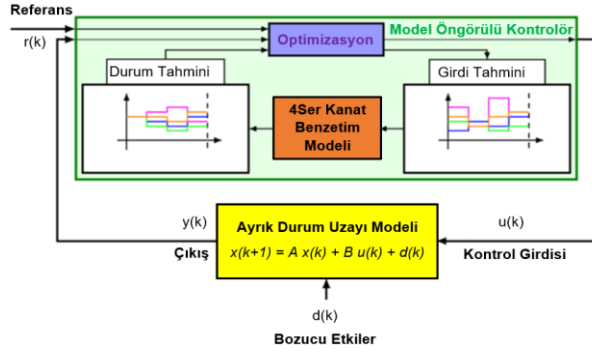 Referans
r(k)
Model Öngörülü Kontrolör
Optimizasyon
Durum Tahmini
Girdi Tahmini
4Ser Kanat
Benzetim
Modeli
y(k)
Çıkış
Ayrık Durum Uzayı Modeli
x(k+1) = A x(k) + B u(k) + d(k)
u(k)
Kontrol Girdisi
d(k)
Bozucu Etkiler